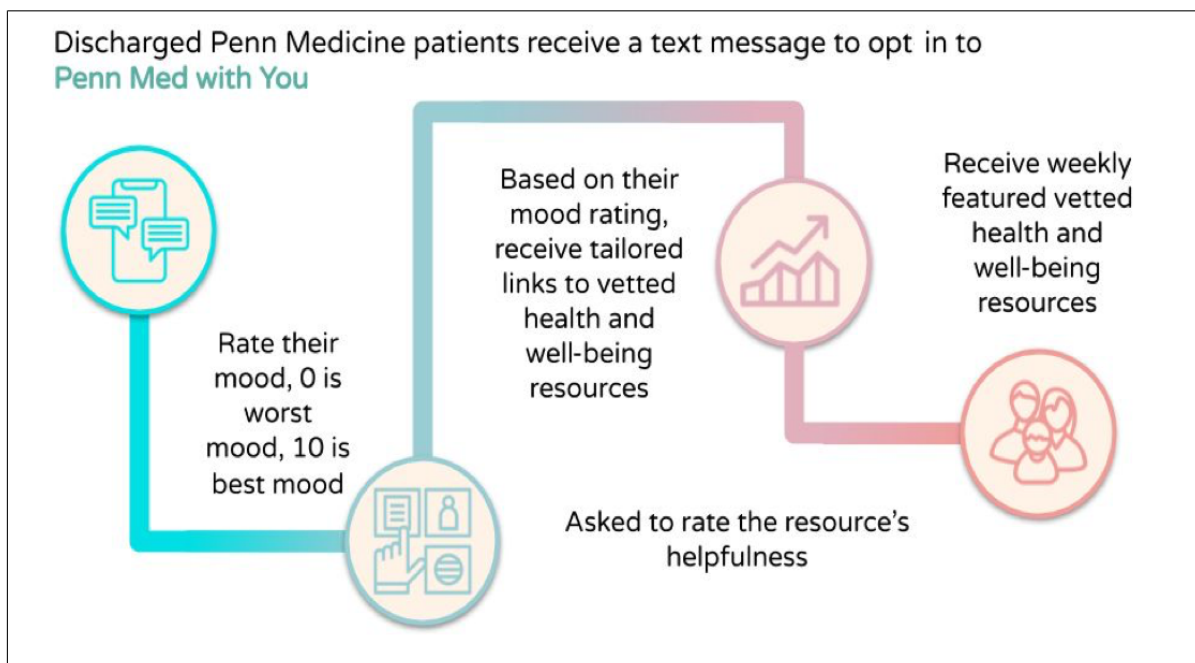 Discharged Penn Medicine patients receive a text message to opt in to
Penn Med with You
Rate their
mood, 0 is
worst
mood, 10 is
best mood
Based on their
mood rating,
receive tailored
links to vetted
health and
well-being
resources
Asked to rate the resource's
helpfulness
Receive weekly
featured vetted
health and
well-being
resources